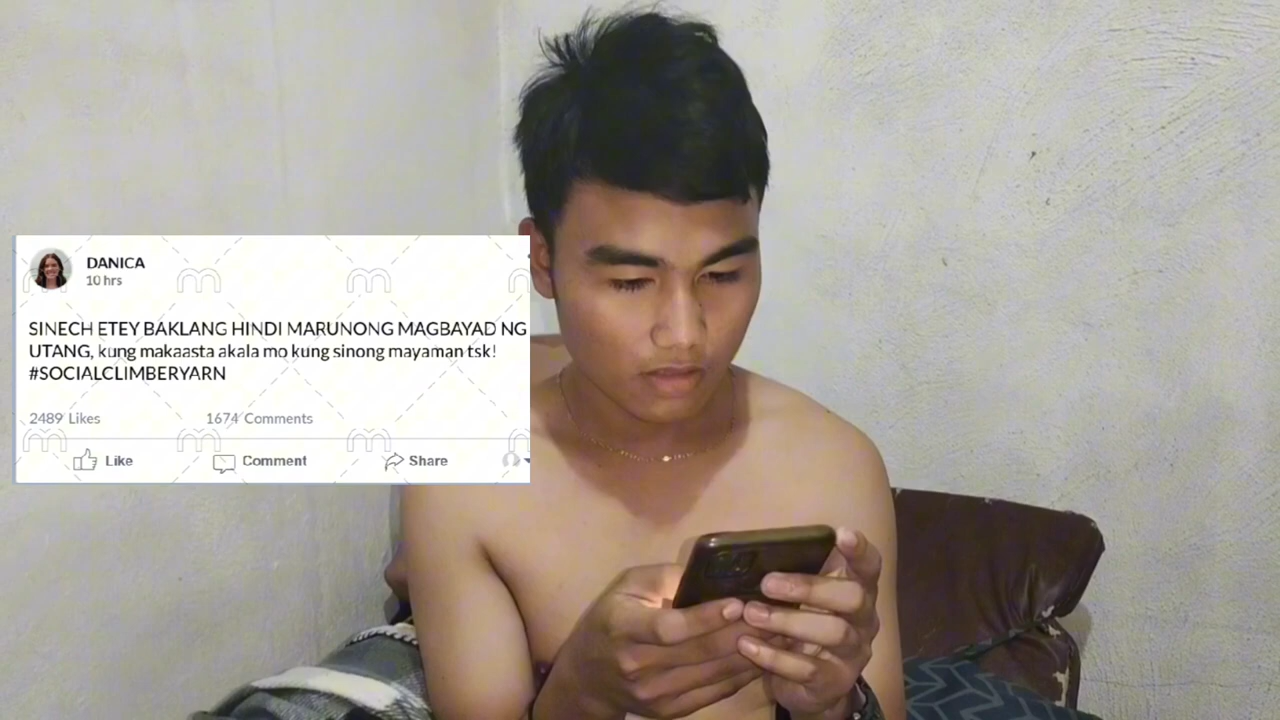 DANICA
10 hrs
SINECH ETEY BAKLANG HINDI MARUNONG MAGBAYAD NG
UTANG, kung makaasta akala mo kung sinong mayaman tsk!
#SOCIALCLIMBERYARN
2489 Likes 1674 Comments
Like Comment Share